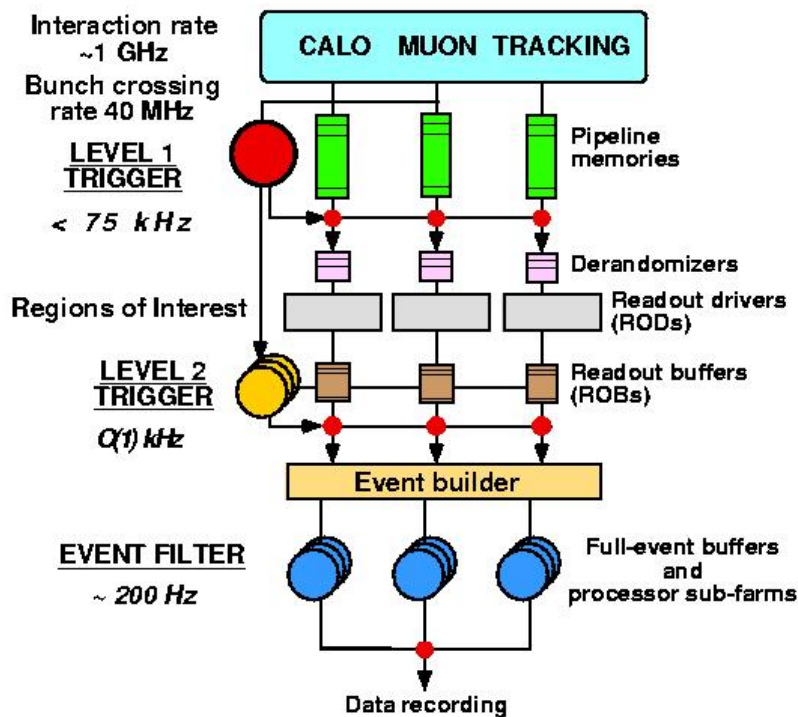 Interaction rate
~1 GHz
CALO MUON TRACKING
Bunch crossing
rate 40 MHz
LEVEL 1
TRIGGER
< 75 kHz
Pipeline
memories
Derandomizers
Regions of Interest
Readout drivers
(RODs)
LEVEL 2
TRIGGER
O(1) kHz
Readout buffers
(ROBs)
Event builder
EVENT FILTER
~ 200 Hz
Full-event buffers
and
processor sub-farms
Data recording